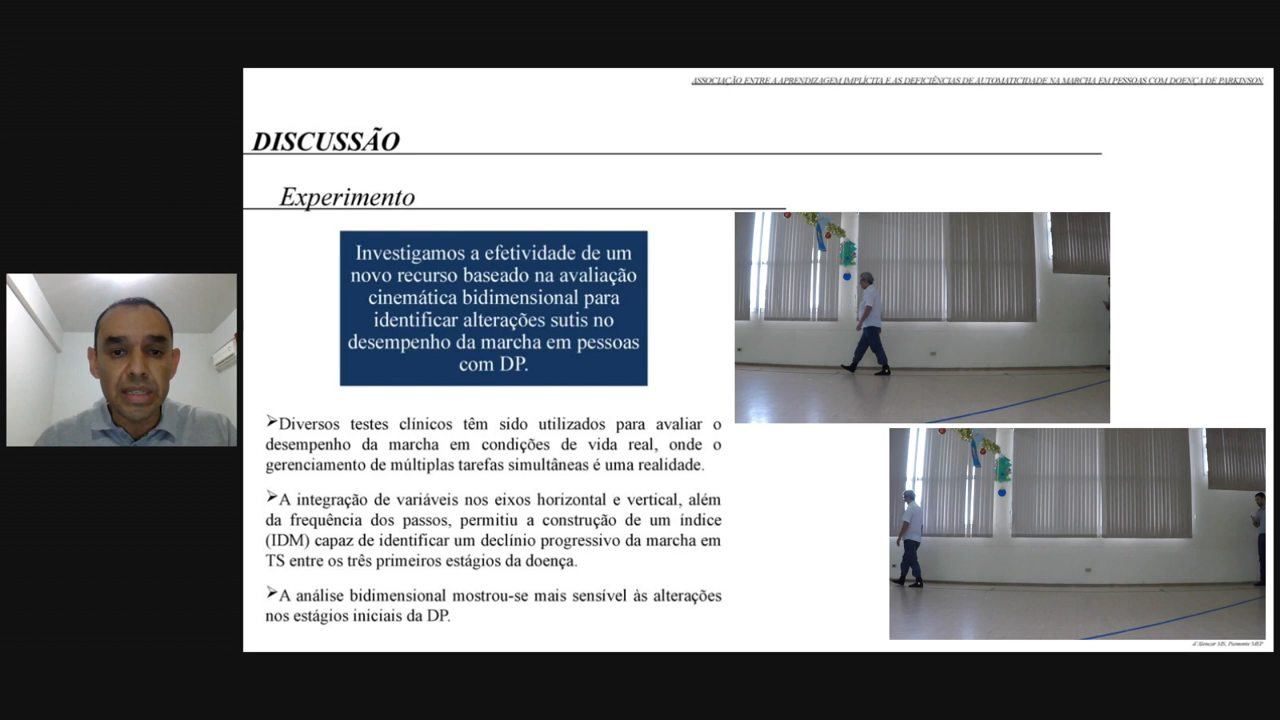 ASSOCIAÇÃO ENTRE A APRENDIZAGEM IMPLÍCITA E AS DEFICIÊNCIAS DE AUTOMATICIDADE NA MARCHA EM PESSOAS COM DOENÇA DE PARKINSON
DISCUSSÃO
Experimento
Investigamos a efetividade de um
novo recurso baseado na avaliação
cinemática bidimensional para
identificar alterações sutis no
desempenho da marcha em pessoas
com DP.
➢Diversos testes clínicos têm sido utilizados para avaliar o
desempenho da marcha em condições de vida real, onde o
gerenciamento de múltiplas tarefas simultâneas é uma realidade.
➢A integração de variáveis nos eixos horizontal e vertical, além
da frequência dos passos, permitiu a construção de um índice
(IDM) capaz de identificar um declínio progressivo da marcha em
TS entre os três primeiros estágios da doença.
➢A análise bidimensional mostrou-se mais sensível às alterações
nos estágios iniciais da DP.
d'Alencar MS, Piemonte MEP